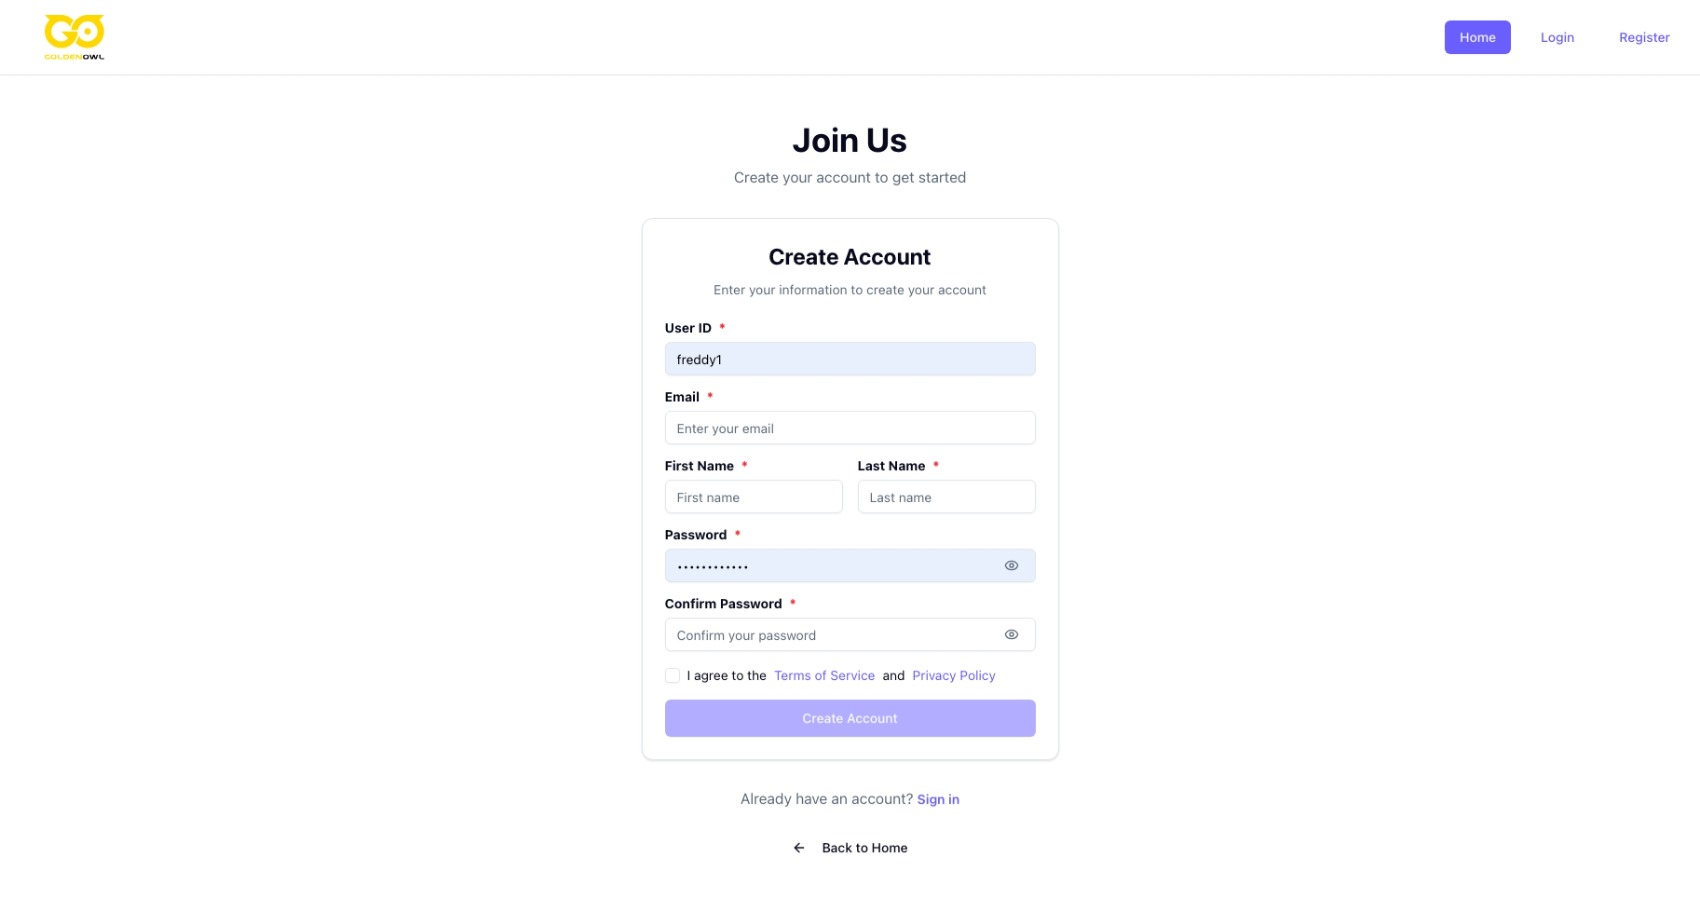 GO
GOLDENOWL
Home Login Register
Join Us
Create your account to get started
Create Account
Enter your information to create your account
User ID *
freddy1
Email *
Enter your email
First Name * Last Name *
First name Last name
Password *
••••••••••••
Confirm Password *
Confirm your password
I agree to the Terms of Service and Privacy Policy
Create Account
Already have an account? Sign in
← Back to Home